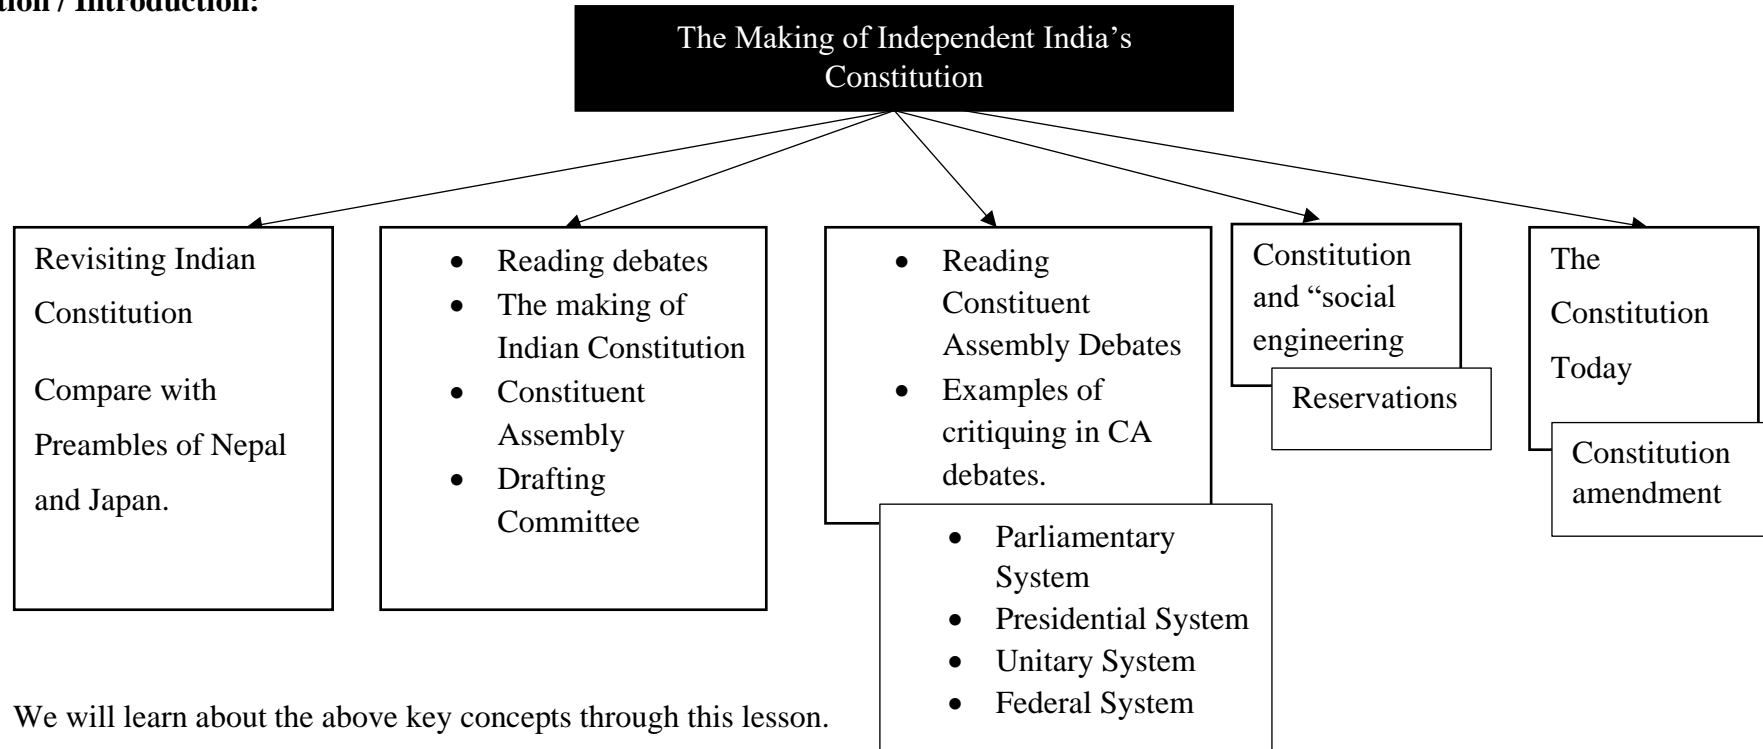 tion / Introduction:
The Making of Independent India’s
Constitution
Revisiting Indian
Constitution
Compare with
Preambles of Nepal
and Japan.
• Reading debates
• The making of
Indian Constitution
• Constituent
Assembly
• Drafting
Committee
• Reading
Constituent
Assembly Debates
• Examples of
critiquing in CA
debates.
• Parliamentary
System
• Presidential System
• Unitary System
• Federal System
Constitution
and “social
engineering
Reservations
The
Constitution
Today
Constitution
amendment
We will learn about the above key concepts through this lesson.